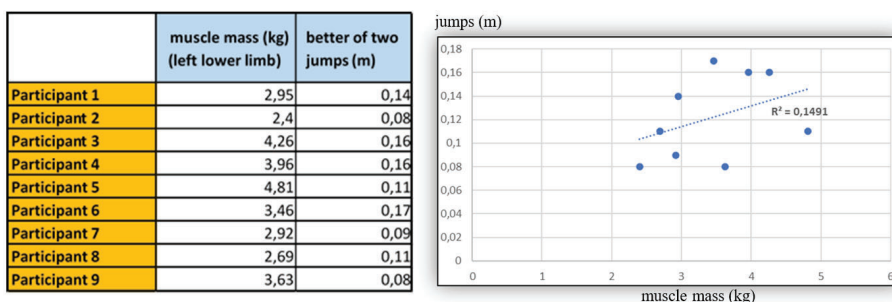 muscle mass (kg) better of two
(left lower limb) jumps (m)
Participant 1 2,95 0,14
Participant 2 2,4 0,08
Participant 3 4,26 0,16
Participant 4 3,96 0,16
Participant 5 4,81 0,11
Participant 6 3,46 0,17
Participant 7 2,92 0,09
Participant 8 2,69 0,11
Participant 9 3,63 0,08
jumps (m)
0,18
0,16
0,14
0,12
0,1
0,08
0,06
0,04
0,02
0
R² = 0,1491
0 1 2 3 4 5 6
muscle mass (kg)